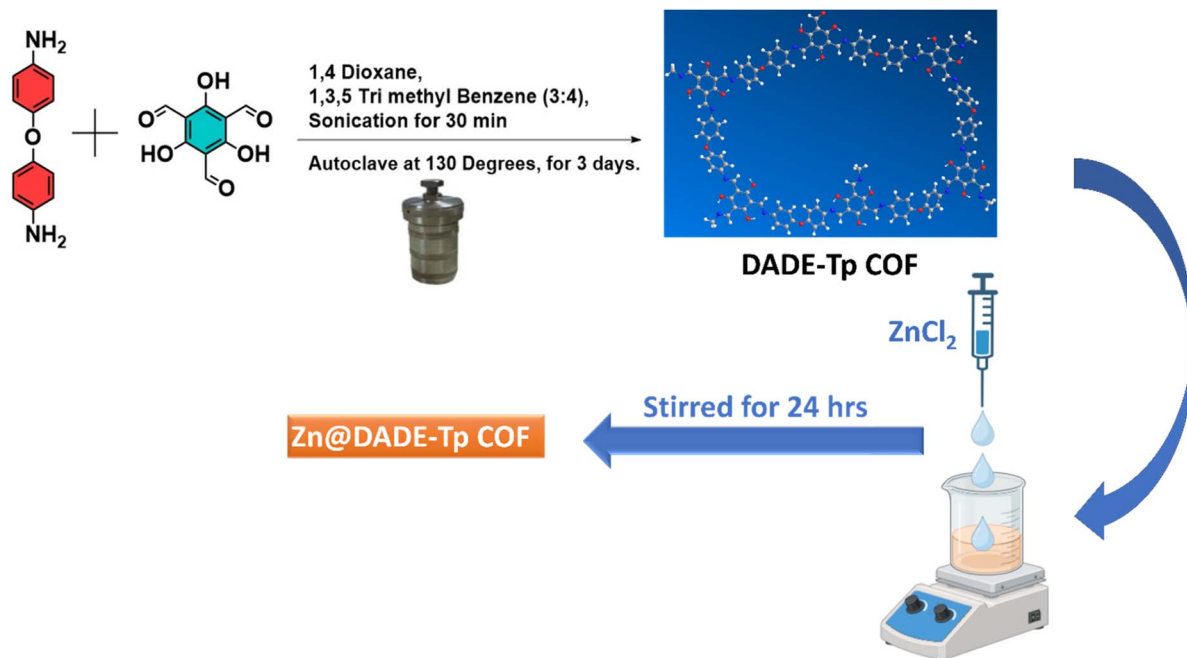 NH₂
O
NH₂
OH
O
O
HO
OH
O
1,4 Dioxane,
1,3,5 Tri methyl Benzene (3:4),
Sonication for 30 min
Autoclave at 130 Degrees, for 3 days.
DADE-Tp COF
ZnCl₂
Stirred for 24 hrs
Zn@DADE-Tp COF